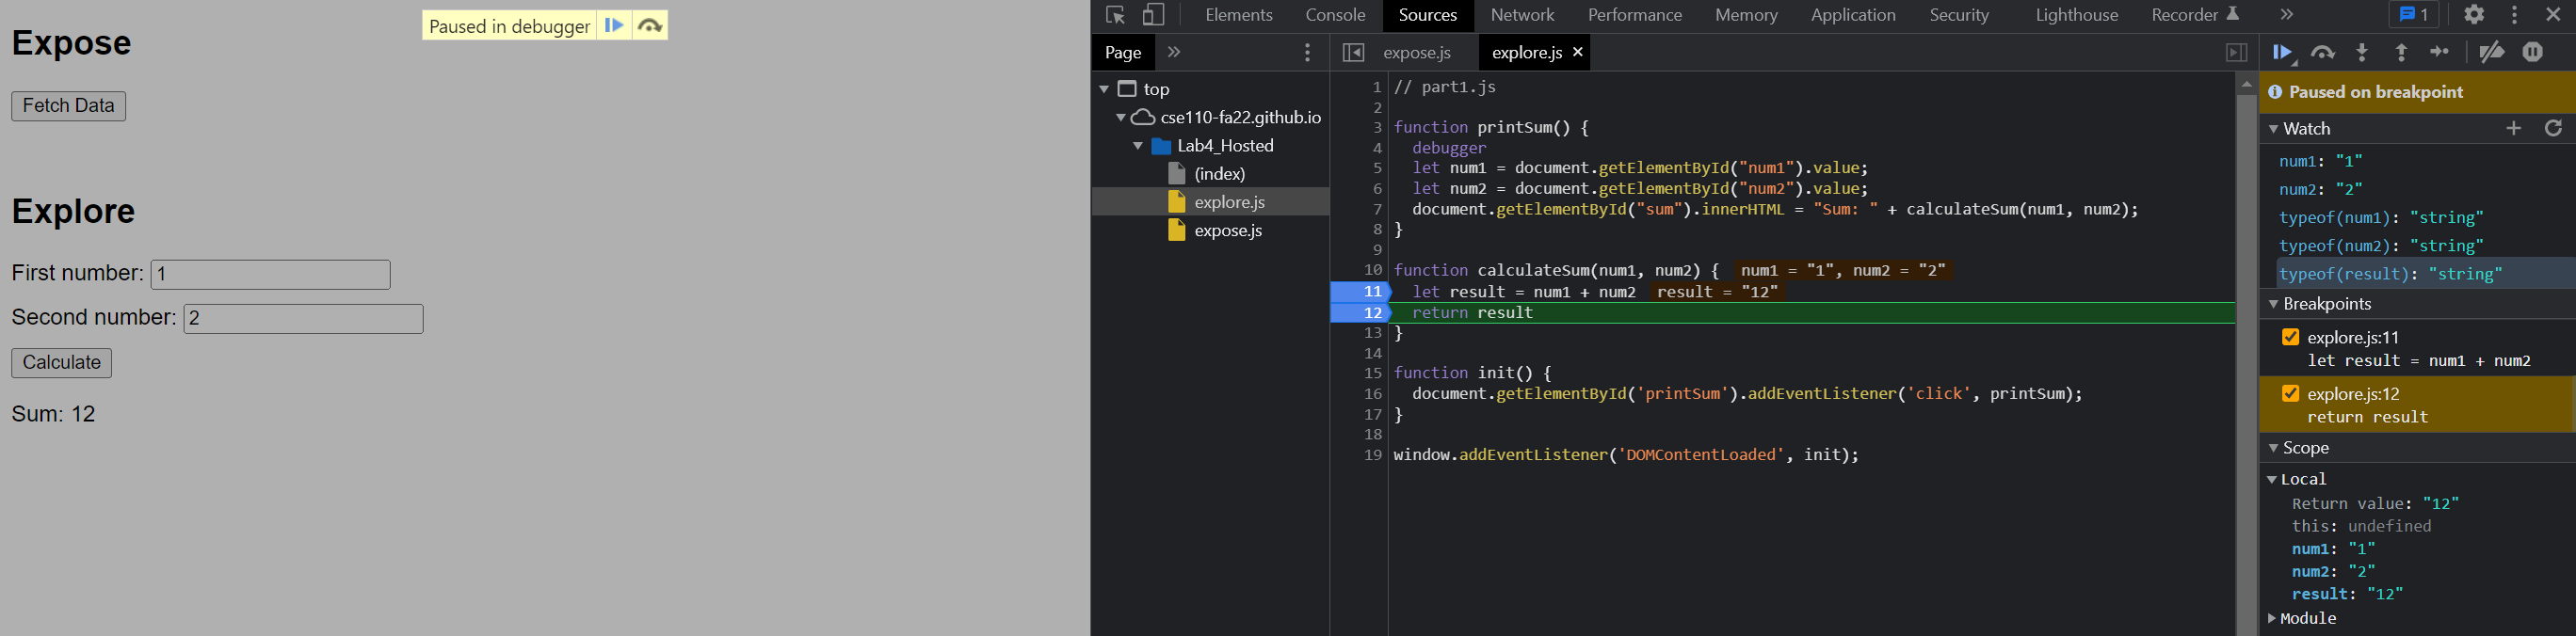 Paused in debugger
Expose
Fetch Data
Explore
First number: 1
Second number: 2
Calculate
Sum: 12
Elements Console Sources Network Performance Memory Application Security Lighthouse Recorder » 1
Page »
top
cse110-fa22.github.io
Lab4_Hosted
(index)
explore.js
expose.js
expose.js explore.js ×
1 // part1.js
2
3 function printSum() {
4 debugger
5 let num1 = document.getElementById("num1").value;
6 let num2 = document.getElementById("num2").value;
7 document.getElementById("sum").innerHTML = "Sum: " + calculateSum(num1, num2);
8 }
9
10 function calculateSum(num1, num2) { num1 = "1", num2 = "2"
11 let result = num1 + num2 result = "12"
12 return result
13 }
14
15 function init() {
16 document.getElementById('printSum').addEventListener('click', printSum);
17 }
18
19 window.addEventListener('DOMContentLoaded', init);
Paused on breakpoint
Watch
num1: "1"
num2: "2"
typeof(num1): "string"
typeof(num2): "string"
typeof(result): "string"
Breakpoints
explore.js:11
let result = num1 + num2
explore.js:12
return result
Scope
Local
Return value: "12"
this: undefined
num1: "1"
num2: "2"
result: "12"
Module